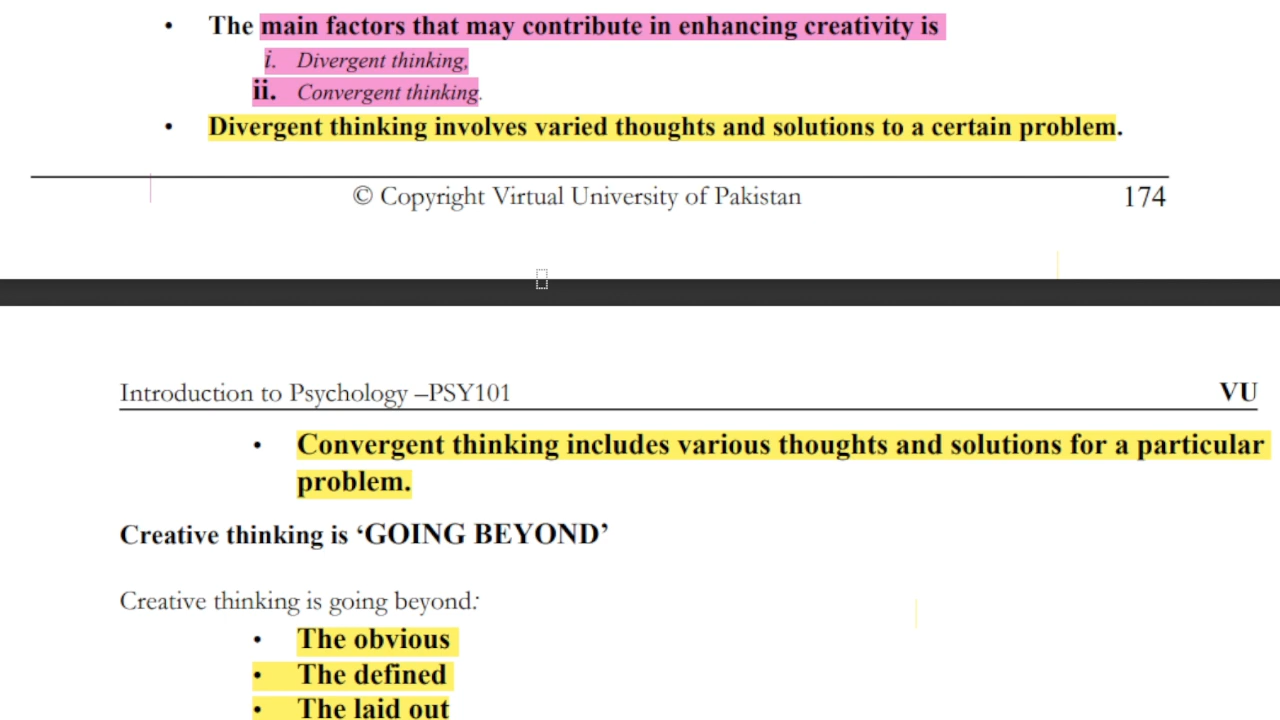 • The main factors that may contribute in enhancing creativity is
i. Divergent thinking,
ii. Convergent thinking.
• Divergent thinking involves varied thoughts and solutions to a certain problem.
© Copyright Virtual University of Pakistan 174
Introduction to Psychology –PSY101 VU
• Convergent thinking includes various thoughts and solutions for a particular
problem.
Creative thinking is ‘GOING BEYOND’
Creative thinking is going beyond:
• The obvious
• The defined
• The laid out